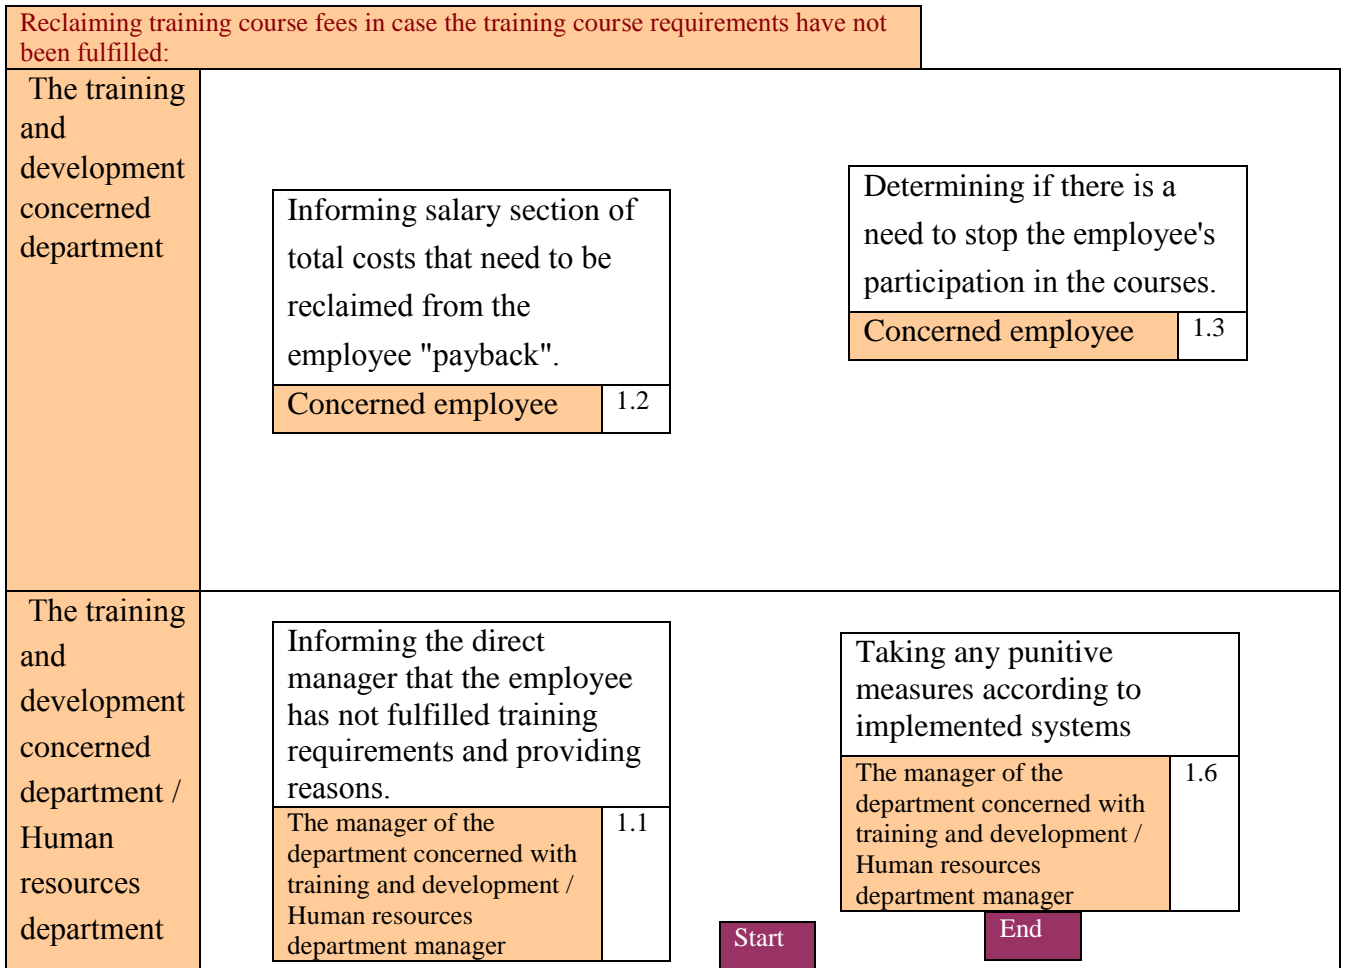 Reclaiming training course fees in case the training course requirements have not
been fulfilled:
The training
and
development
concerned
department
Informing salary section of
total costs that need to be
reclaimed from the
employee "payback".
Concerned employee
1.2
Determining if there is a
need to stop the employee's
participation in the courses.
Concerned employee
1.3
The training
and
development
concerned
department /
Human
resources
department
Informing the direct
manager that the employee
has not fulfilled training
requirements and providing
reasons.
The manager of the
department concerned with
training and development /
Human resources
department manager
1.1
Start
Taking any punitive
measures according to
implemented systems
The manager of the
department concerned with
training and development /
Human resources
department manager
1.6
End